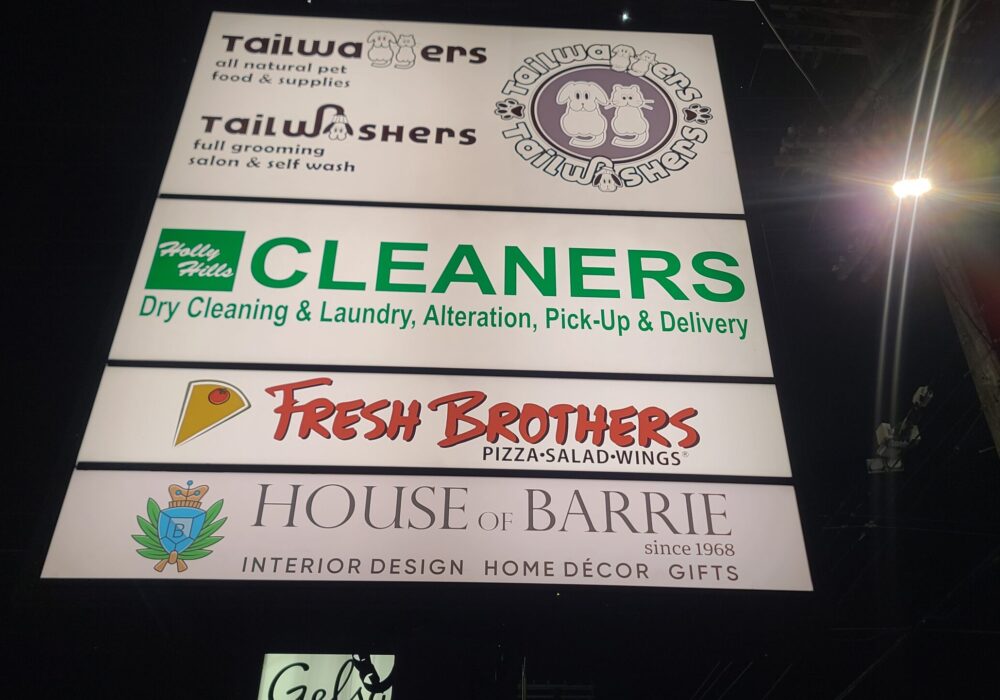 Tailwaggers
all natural pet
food & supplies
Tailwashers
full grooming
salon & self wash
Tailwaggers
Tailwashers
Holly
Hills
CLEANERS
Dry Cleaning & Laundry, Alteration, Pick-Up & Delivery
FRESH BROTHERS
PIZZA•SALAD•WINGS®
B
HOUSE OF BARRIE
since 1968
INTERIOR DESIGN HOME DÉCOR GIFTS